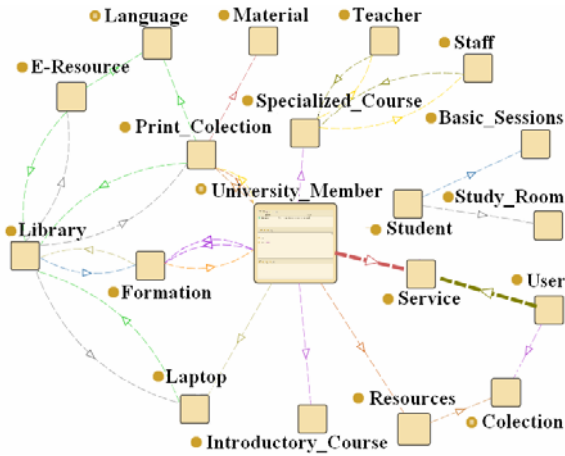 Language
Material
Teacher
Staff
E-Resource
Specialized_Course
Print_Colection
Basic_Sessions
University_Member
Study_Room
Library
Student
Formation
Service
User
Laptop
Resources
Introductory_Course
Colection